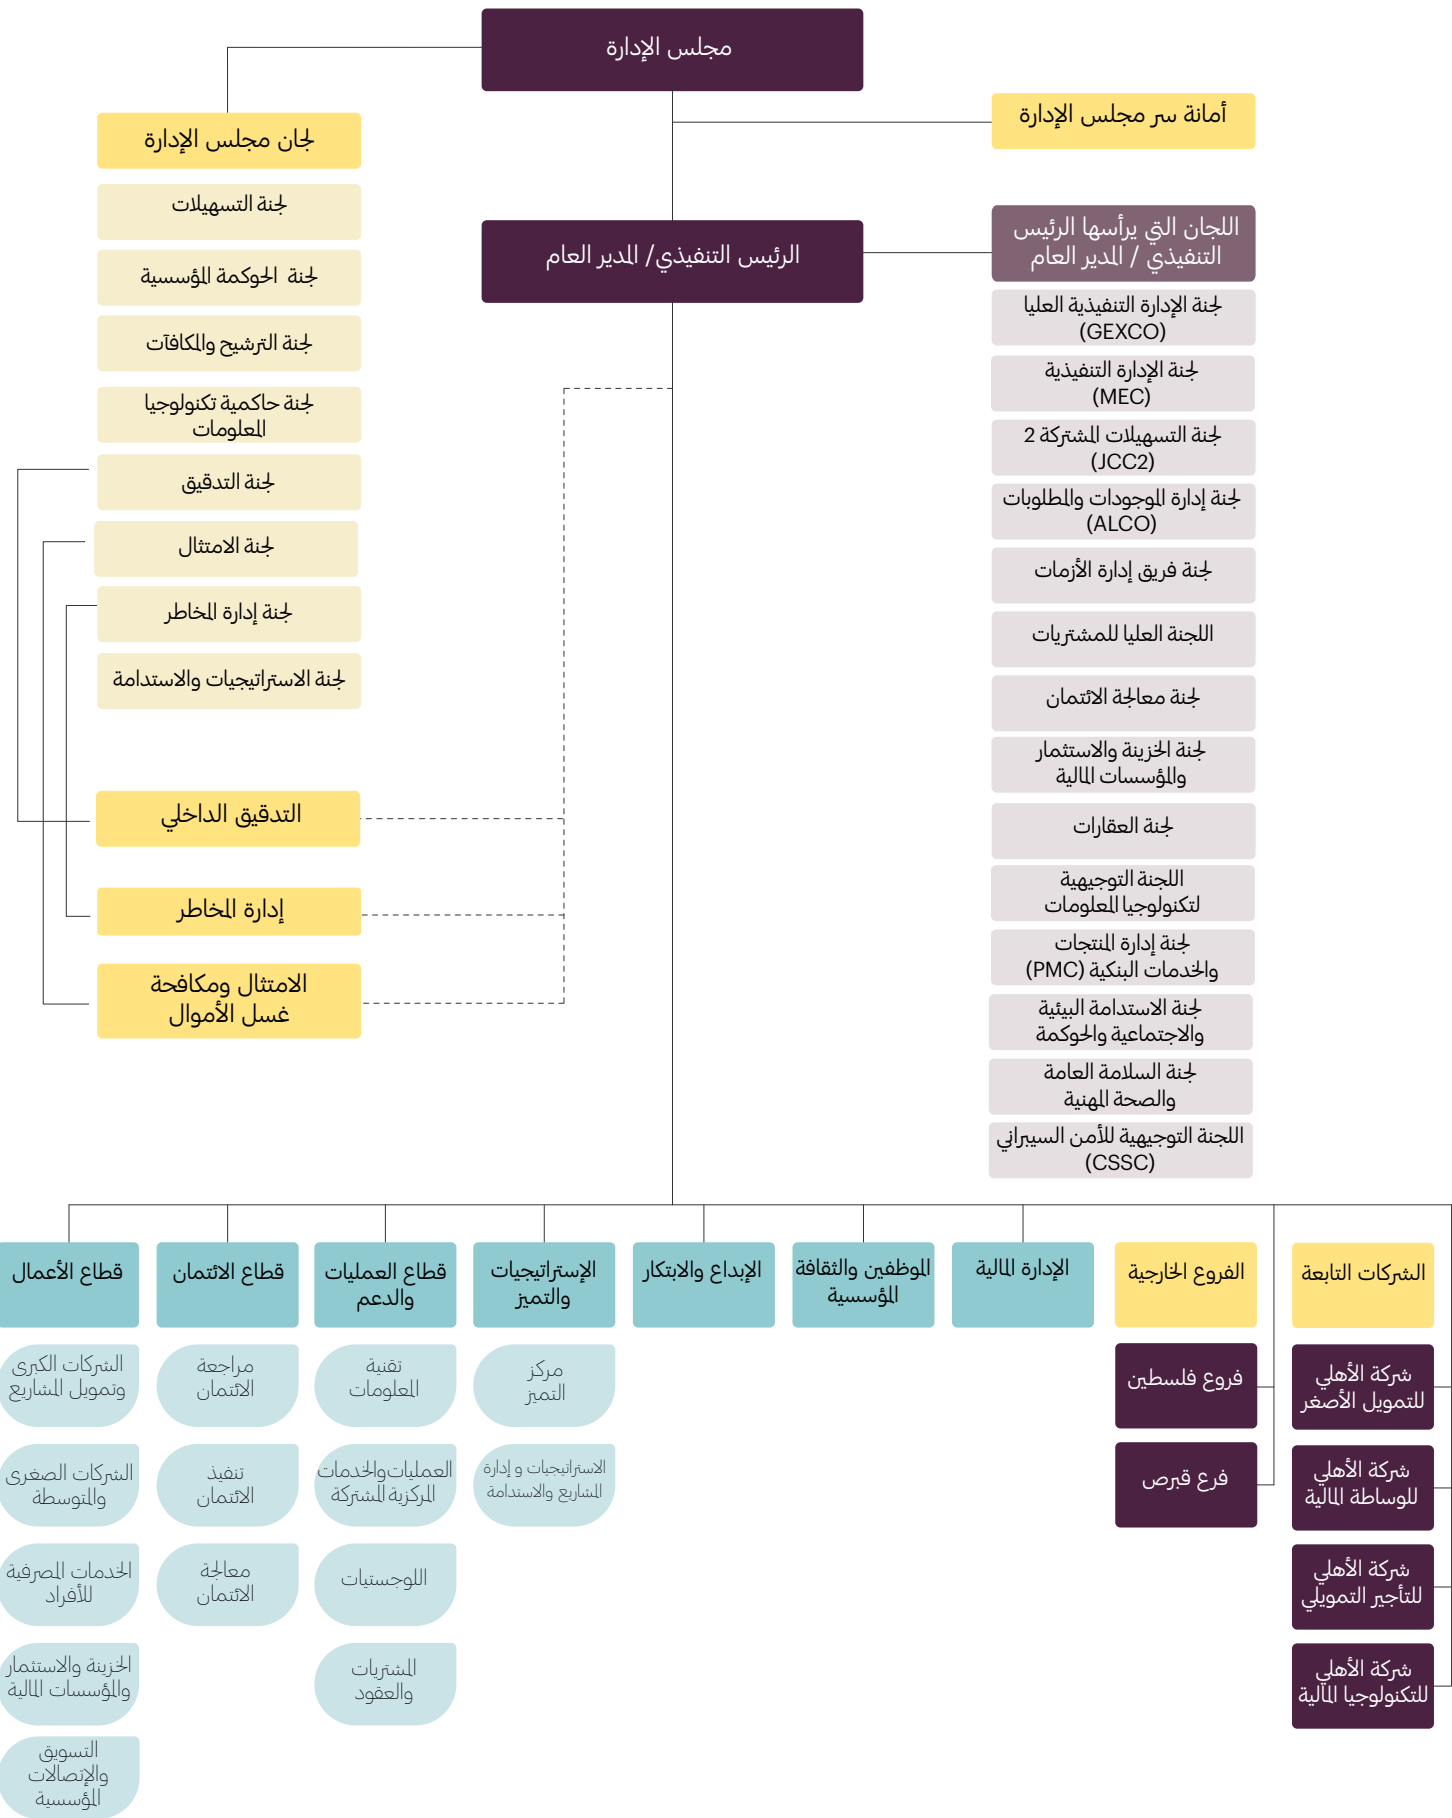 مجلس الإدارة
أمانة سر مجلس الإدارة
لجان مجلس الإدارة
لجنة التسهيلات
لجنة الحوكمة المؤسسية
لجنة الترشيح والمكافآت
لجنة حاكمية تكنولوجيا
المعلومات
لجنة التدقيق
لجنة الامتثال
لجنة إدارة المخاطر
لجنة الاستراتيجيات والاستدامة
التدقيق الداخلي
إدارة المخاطر
الامتثال ومكافحة
غسل الأموال
الرئيس التنفيذي/ المدير العام
اللجان التي يرأسها الرئيس
التنفيذي / المدير العام
لجنة الإدارة التنفيذية العليا
(GEXCO)
لجنة الإدارة التنفيذية
(MEC)
لجنة التسهيلات المشتركة 2
(JCC2)
لجنة إدارة الموجودات والمطلوبات
(ALCO)
لجنة فريق إدارة الأزمات
اللجنة العليا للمشتريات
لجنة معالجة الائتمان
لجنة الخزينة والاستثمار
والمؤسسات المالية
لجنة العقارات
اللجنة التوجيهية
لتكنولوجيا المعلومات
لجنة إدارة المنتجات
والخدمات البنكية (PMC)
لجنة الاستدامة البيئية
والاجتماعية والحوكمة
لجنة السلامة العامة
والصحة المهنية
اللجنة التوجيهية للأمن السيبراني
(CSSC)
الشركات التابعة
شركة الأهلي
للتمويل الأصغر
شركة الأهلي
للوساطة المالية
شركة الأهلي
للتأجير التمويلي
شركة الأهلي
للتكنولوجيا المالية
الفروع الخارجية
فروع فلسطين
فرع قبرص
الإدارة المالية
الموظفين والثقافة
المؤسسية
الإبداع والابتكار
الإستراتيجيات
والتميز
مركز
التميز
الاستراتيجيات و إدارة
المشاريع والاستدامة
قطاع العمليات
والدعم
تقنية
المعلومات
العمليات والخدمات
المركزية المشتركة
اللوجستيات
المشتريات
والعقود
قطاع الائتمان
مراجعة
الائتمان
تنفيذ
الائتمان
معالجة
الائتمان
قطاع الأعمال
الشركات الكبرى
وتمويل المشاريع
الشركات الصغرى
والمتوسطة
الخدمات المصرفية
للأفراد
الخزينة والاستثمار
والمؤسسات المالية
التسويق
والإتصالات
المؤسسية